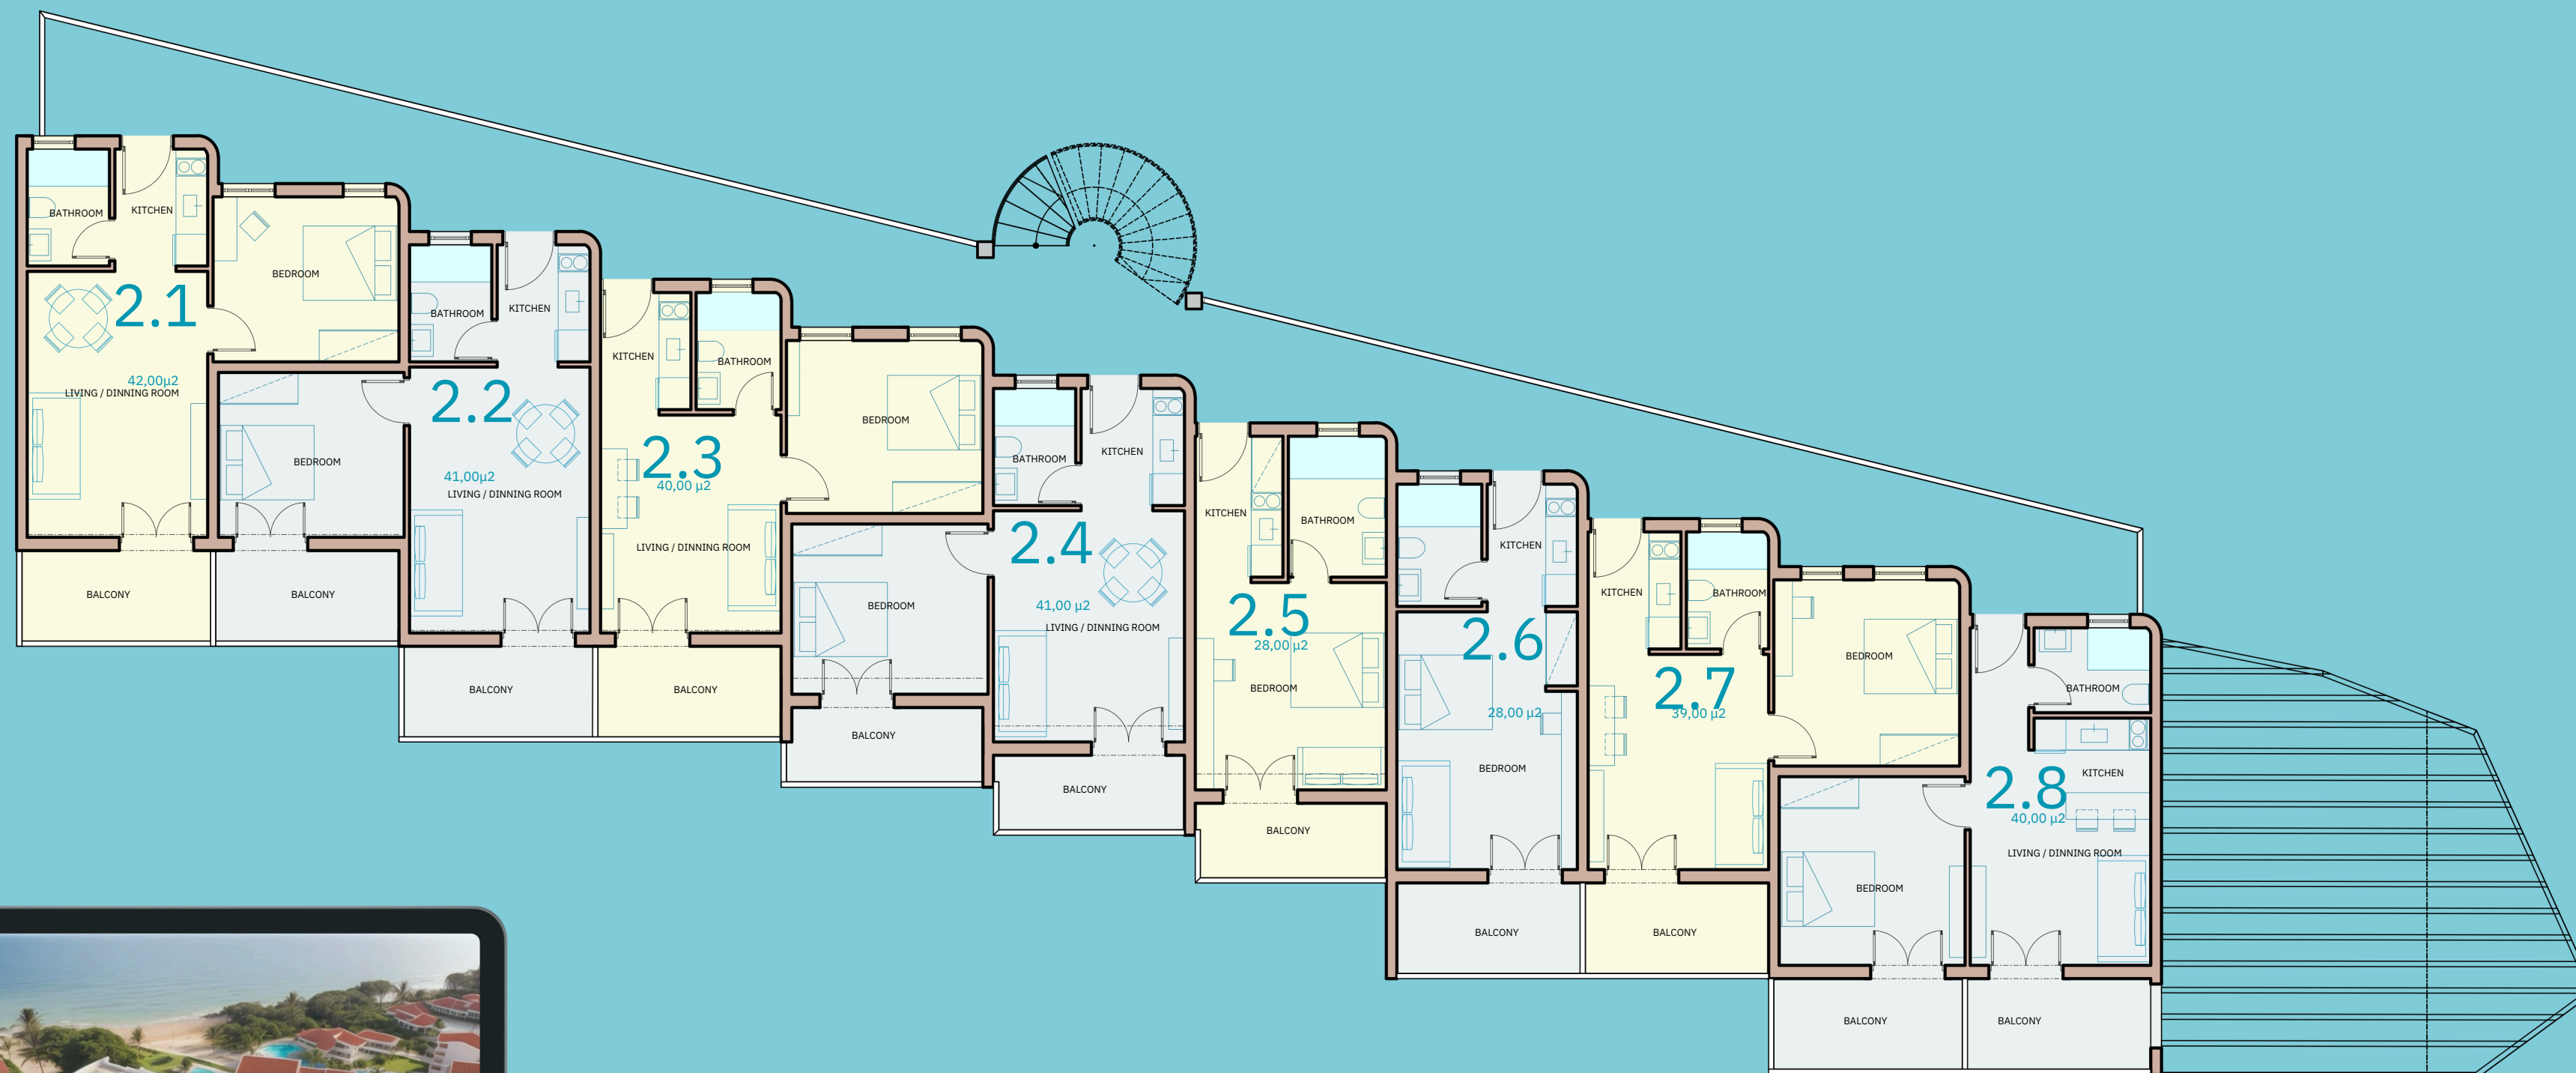 BATHROOM
KITCHEN
BEDROOM
2.1
42,00μ2
LIVING / DINNING ROOM
BALCONY
BATHROOM
KITCHEN
2.2
BEDROOM
41,00μ2
LIVING / DINNING ROOM
BALCONY
BALCONY
KITCHEN
BATHROOM
BEDROOM
2.3
40,00 μ2
LIVING / DINNING ROOM
BALCONY
BATHROOM
KITCHEN
2.4
BEDROOM
41,00 μ2
LIVING / DINNING ROOM
BALCONY
BALCONY
KITCHEN
BATHROOM
2.5
28,00 μ2
BEDROOM
BALCONY
KITCHEN
2.6
28,00 μ2
BEDROOM
BALCONY
KITCHEN
BATHROOM
BEDROOM
2.7
39,00 μ2
BALCONY
BATHROOM
KITCHEN
2.8
40,00 μ2
LIVING / DINNING ROOM
BEDROOM
BALCONY
BALCONY